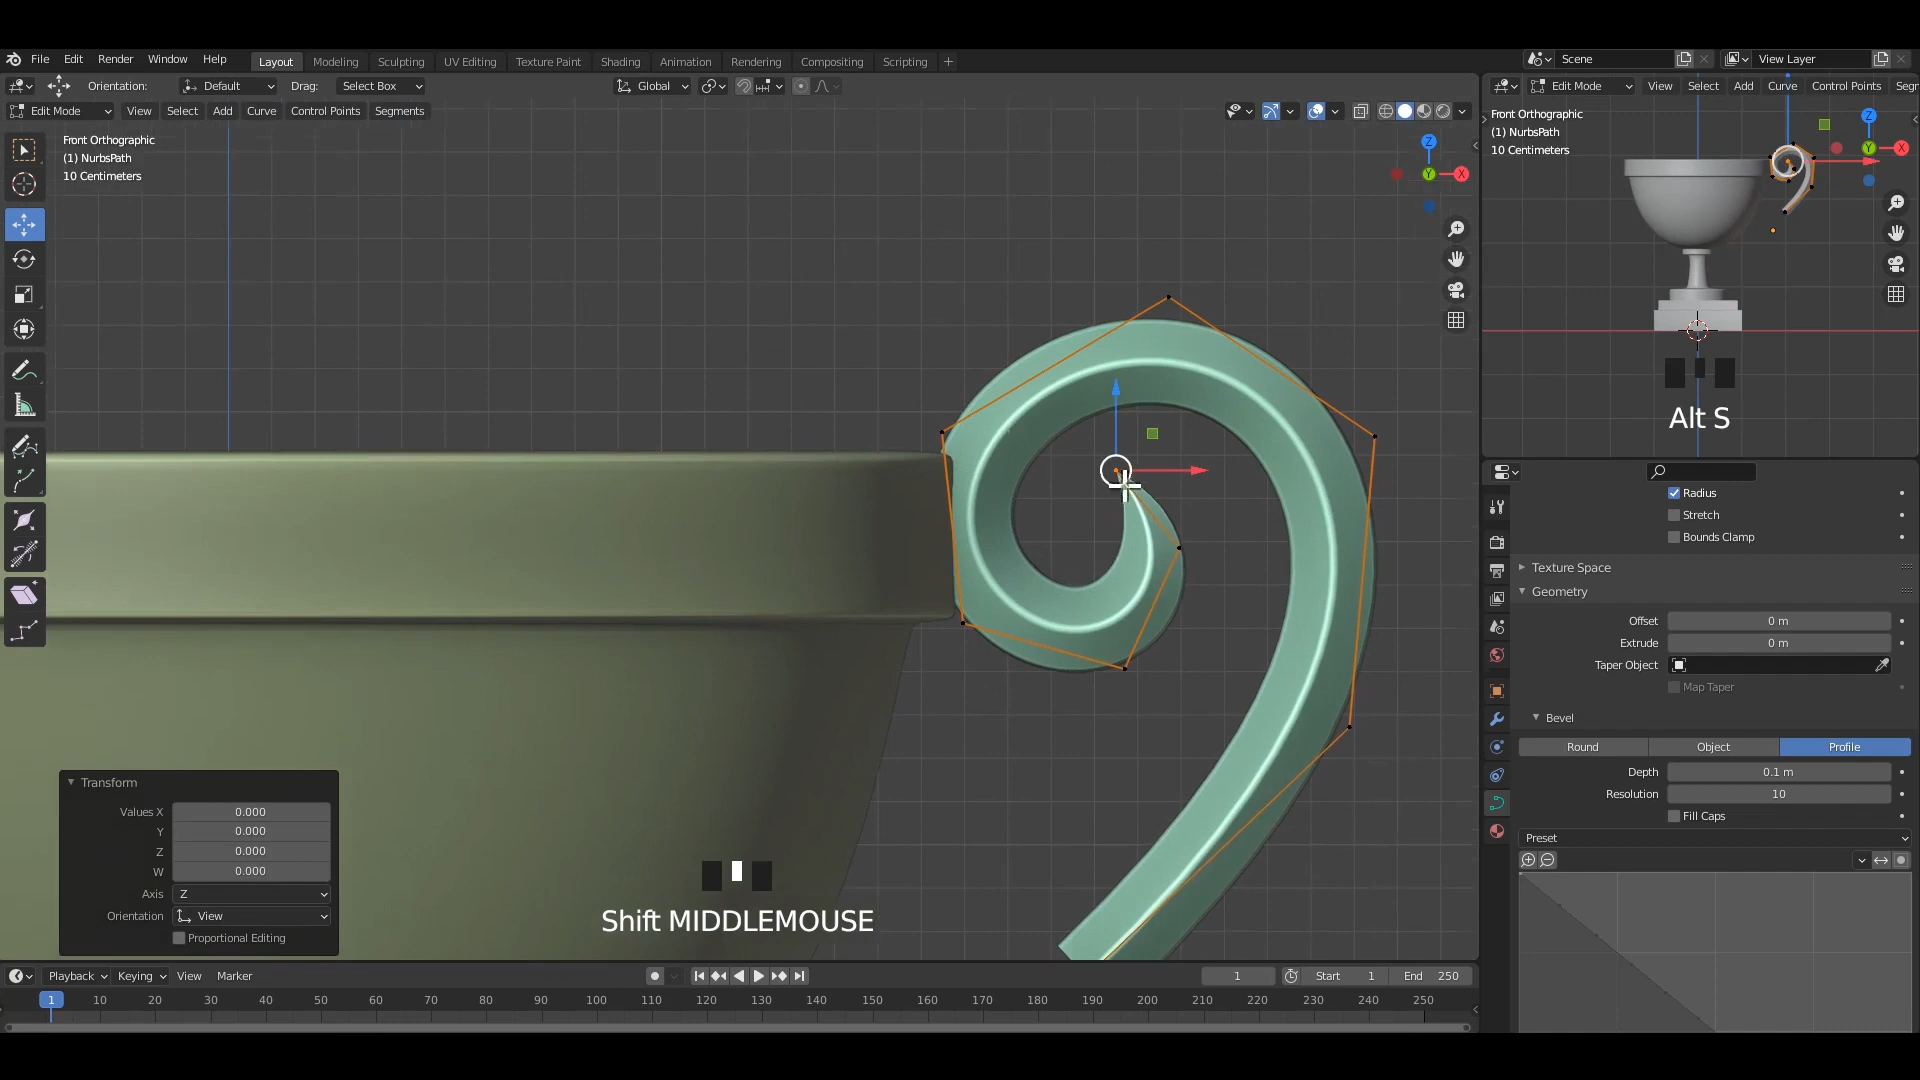 File Edit Render Window Help Layout Modeling Sculpting UV Editing Texture Paint Shading Animation Rendering Compositing Scripting + Scene View Layer
Orientation: Default Drag: Select Box Global
Edit Mode View Select Add Curve Control Points Segments
Front Orthographic
(1) NurbsPath
10 Centimeters
Z
Y
X
Edit Mode View Select Add Curve Control Points Segr
Front Orthographic
(1) NurbsPath
10 Centimeters
Z
Y
X
Alt S
Radius
Stretch
Bounds Clamp
Texture Space
Geometry
Offset 0 m
Extrude 0 m
Taper Object
Map Taper
Bevel
Round Object Profile
Depth 0.1 m
Resolution 10
Fill Caps
Preset
Transform
Values X 0.000
Y 0.000
Z 0.000
W 0.000
Axis Z
Orientation View
Proportional Editing
Shift MIDDLEMOUSE
Playback Keying View Marker 1 Start 1 End 250
1 10 20 30 40 50 60 70 80 90 100 110 120 130 140 150 160 170 180 190 200 210 220 230 240 250